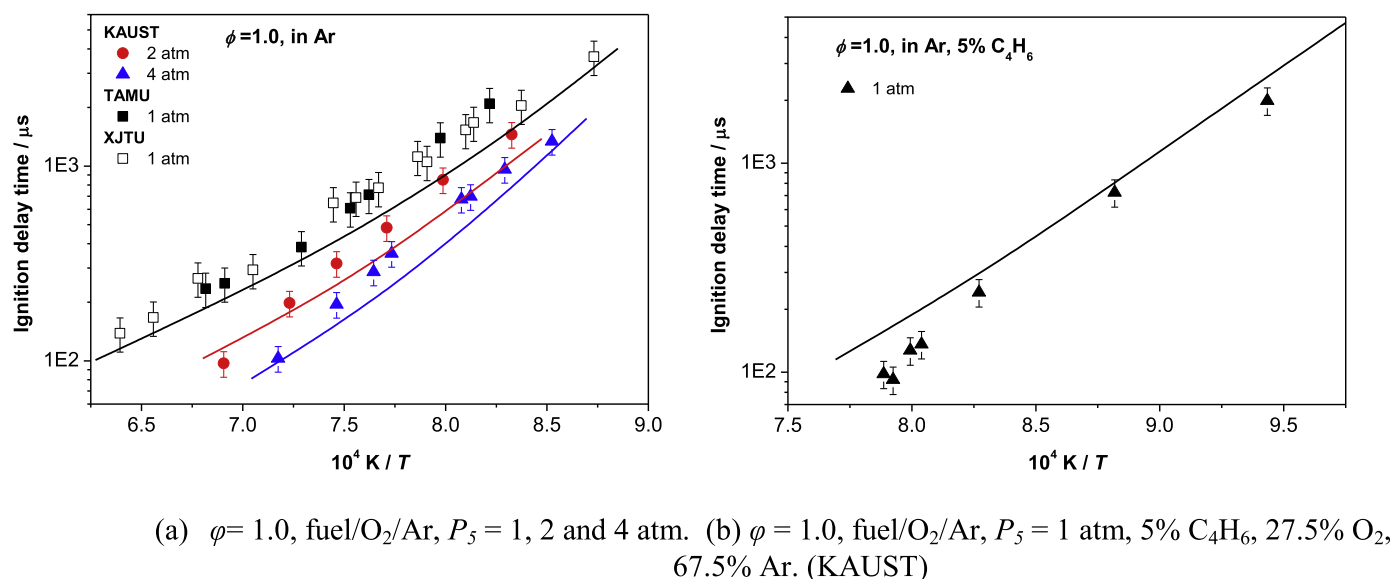 KAUST
2 atm
4 atm
TAMU
1 atm
XJTU
1 atm
ϕ=1.0, in Ar
Ignition delay time / μs
1E3
1E2
6.5 7.0 7.5 8.0 8.5 9.0
10⁴ K / T
ϕ=1.0, in Ar, 5% C₄H₆
1 atm
Ignition delay time / μs
1E3
1E2
7.5 8.0 8.5 9.0 9.5
10⁴ K / T
(a) φ= 1.0, fuel/O₂/Ar, P₅ = 1, 2 and 4 atm. (b) φ = 1.0, fuel/O₂/Ar, P₅ = 1 atm, 5% C₄H₆, 27.5% O₂,
67.5% Ar. (KAUST)